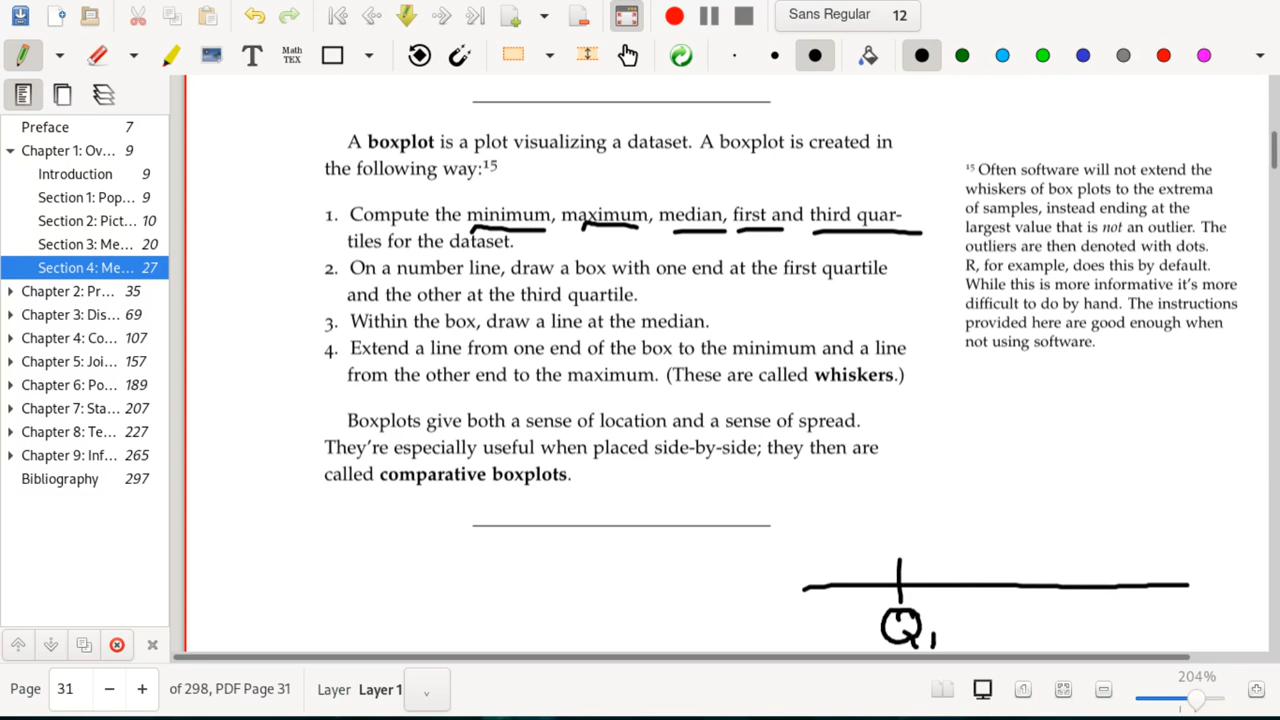 Sans Regular 12
T Math TEX
Preface 7
Chapter 1: Ov... 9
Introduction 9
Section 1: Pop... 9
Section 2: Pict... 10
Section 3: Me... 20
Section 4: Me... 27
Chapter 2: Pr... 35
Chapter 3: Dis... 69
Chapter 4: Co... 107
Chapter 5: Joi... 157
Chapter 6: Po... 189
Chapter 7: Sta... 207
Chapter 8: Te... 227
Chapter 9: Inf... 265
Bibliography 297
A boxplot is a plot visualizing a dataset. A boxplot is created in
the following way:15
1. Compute the minimum, maximum, median, first and third quar-
tiles for the dataset.
2. On a number line, draw a box with one end at the first quartile
and the other at the third quartile.
3. Within the box, draw a line at the median.
4. Extend a line from one end of the box to the minimum and a line
from the other end to the maximum. (These are called whiskers.)
Boxplots give both a sense of location and a sense of spread.
They're especially useful when placed side-by-side; they then are
called comparative boxplots.
15 Often software will not extend the
whiskers of box plots to the extrema
of samples, instead ending at the
largest value that is not an outlier. The
outliers are then denoted with dots.
R, for example, does this by default.
While this is more informative it's more
difficult to do by hand. The instructions
provided here are good enough when
not using software.
Q1
Page 31 of 298, PDF Page 31 Layer Layer 1
204%